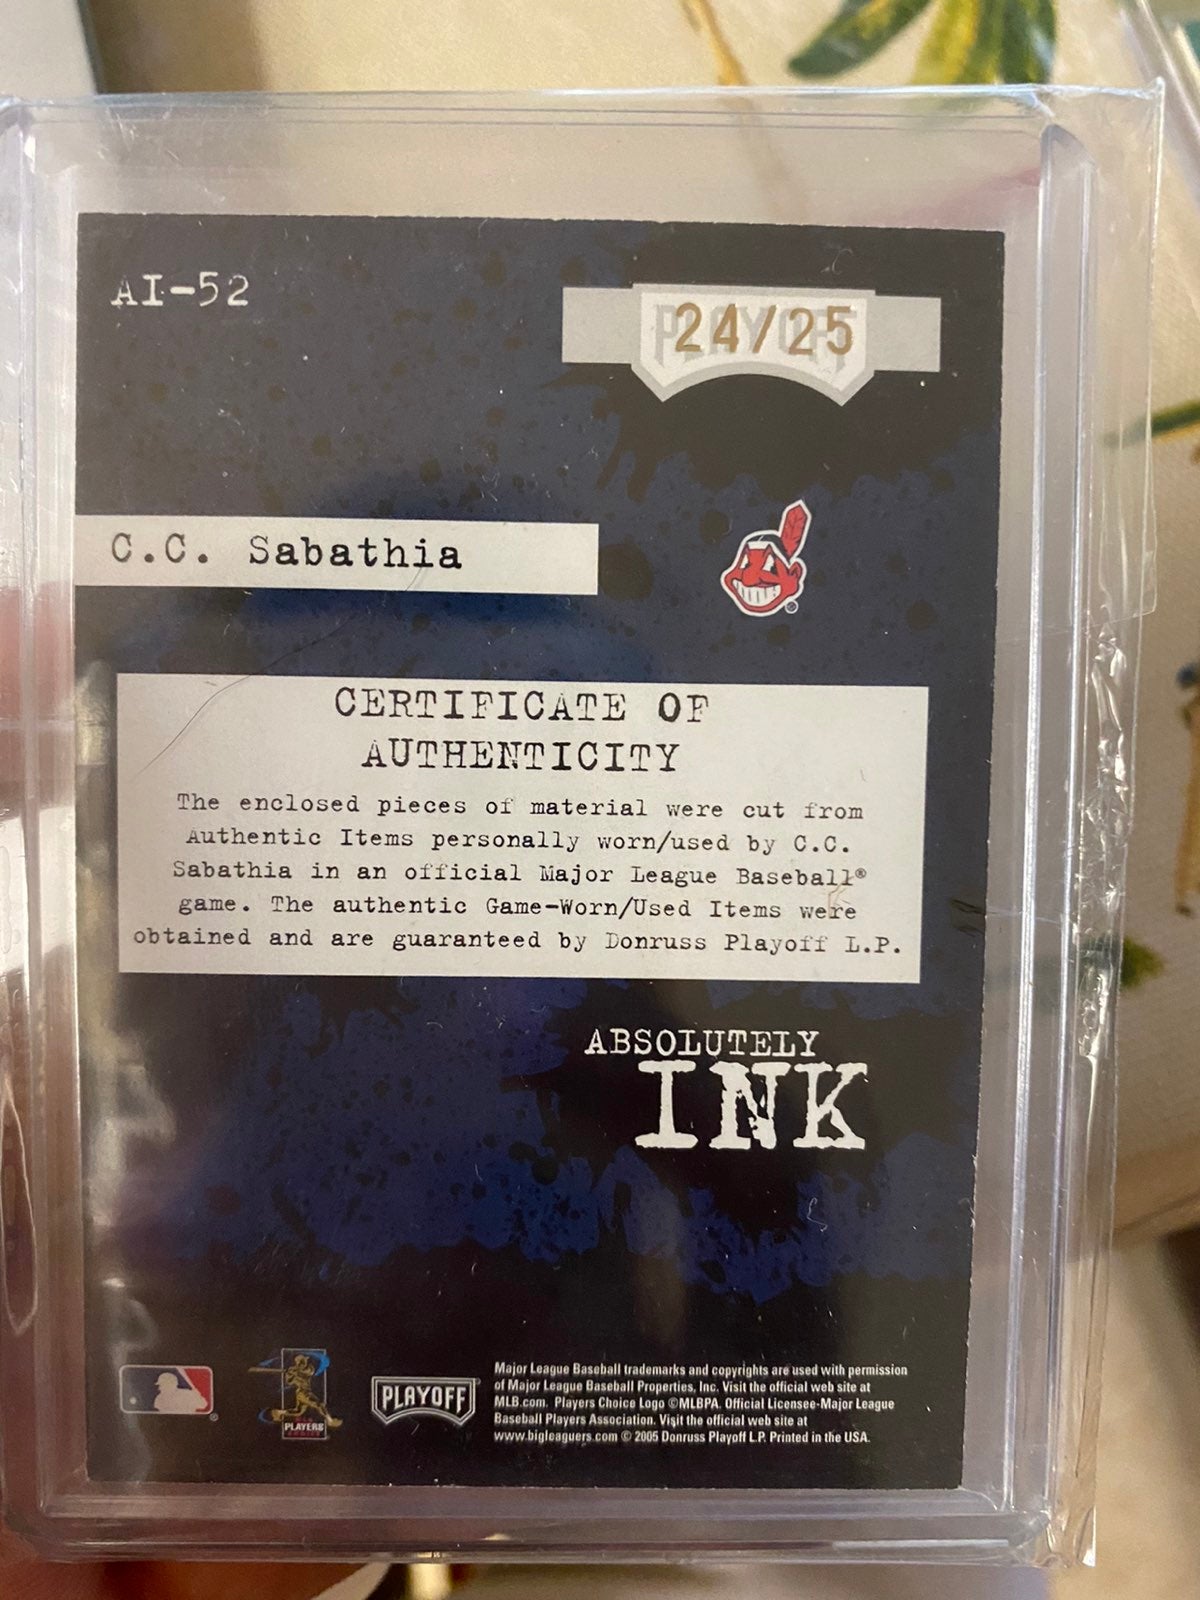 AI-52
PLAYOFF
24/25
C.C. Sabathia
CERTIFICATE OF
AUTHENTICITY
The enclosed pieces of material were cut from
Authentic Items personally worn/used by C.C.
Sabathia in an official Major League Baseball®
game. The authentic Game-Worn/Used Items were
obtained and are guaranteed by Donruss Playoff L.P.
ABSOLUTELY
INK
PLAYERS
CHOICE
PLAYOFF
Major League Baseball trademarks and copyrights are used with permission
of Major League Baseball Properties, Inc. Visit the official web site at
MLB.com. Players Choice Logo ©MLBPA. Official Licensee-Major League
Baseball Players Association. Visit the official web site at
www.bigleaguers.com © 2005 Donruss Playoff L.P. Printed in the USA.